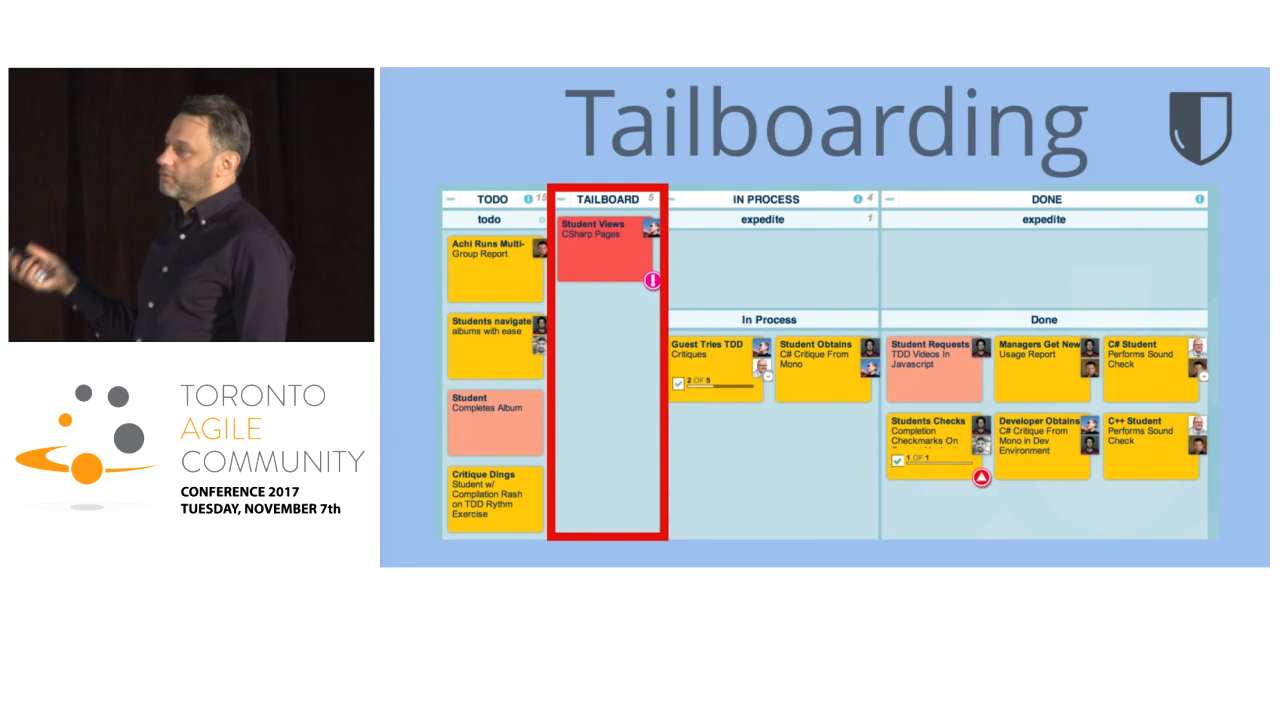 Tailboarding
TODO
15
TAILBOARD
5
IN PROCESS
4
DONE
todo
expedite
1
expedite
Achi Runs Multi-
Group Report
Students navigate
albums with ease
Student
Completes Album
Critique Dings
Student w/
Compilation Rash
on TDD Rythm
Exercise
Student Views
CSharp Pages
In Process
Guest Tries TDD
Critiques
2 OF 5
Student Obtains
C# Critique From
Mono
Done
Student Requests
TDD Videos In
Javascript
Managers Get New
Usage Report
C# Student
Performs Sound
Check
Students Checks
Completion
Checkmarks On
1 OF 1
Developer Obtains
C# Critique From
Mono in Dev
Environment
C++ Student
Performs Sound
Check
TORONTO
AGILE
COMMUNITY
CONFERENCE 2017
TUESDAY, NOVEMBER 7th